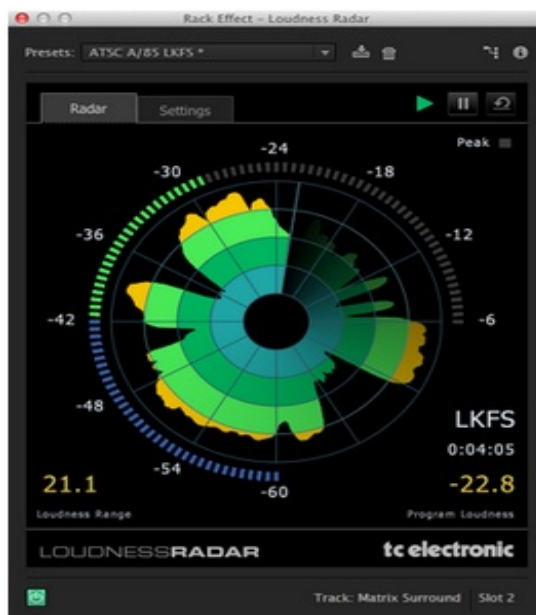 Rack Effect - Loudness Radar
Presets: ATSC A/85 LKFS *
Radar Settings
Peak
-24
-30 -18
-36 -12
-42 -6
-48
-54
-60
LKFS
0:04:05
21.1 -22.8
Loudness Range Program Loudness
LOUDNESSRADAR tc electronic
Track: Matrix Surround Slot 2